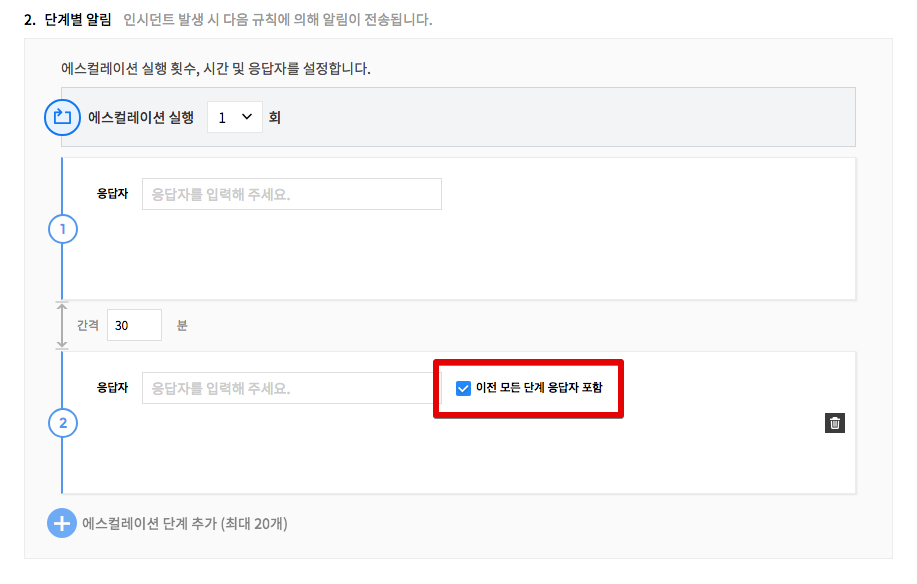 2. 단계별 알림 인시던트 발생 시 다음 규칙에 의해 알림이 전송됩니다.
에스컬레이션 실행 횟수, 시간 및 응답자를 설정합니다.
에스컬레이션 실행 1 회
응답자 응답자를 입력해 주세요.
1
간격 30 분
응답자 응답자를 입력해 주세요. 이전 모든 단계 응답자 포함
2
에스컬레이션 단계 추가 (최대 20개)